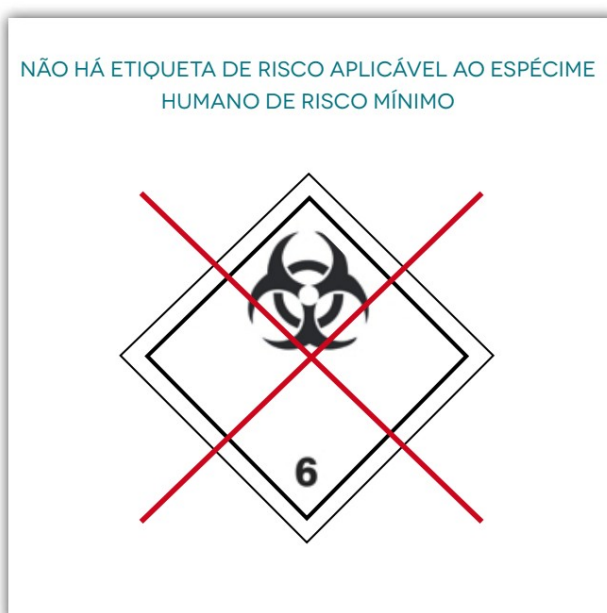 NÃO HÁ ETIQUETA DE RISCO APLICÁVEL AO ESPÉCIME
HUMANO DE RISCO MÍNIMO
6